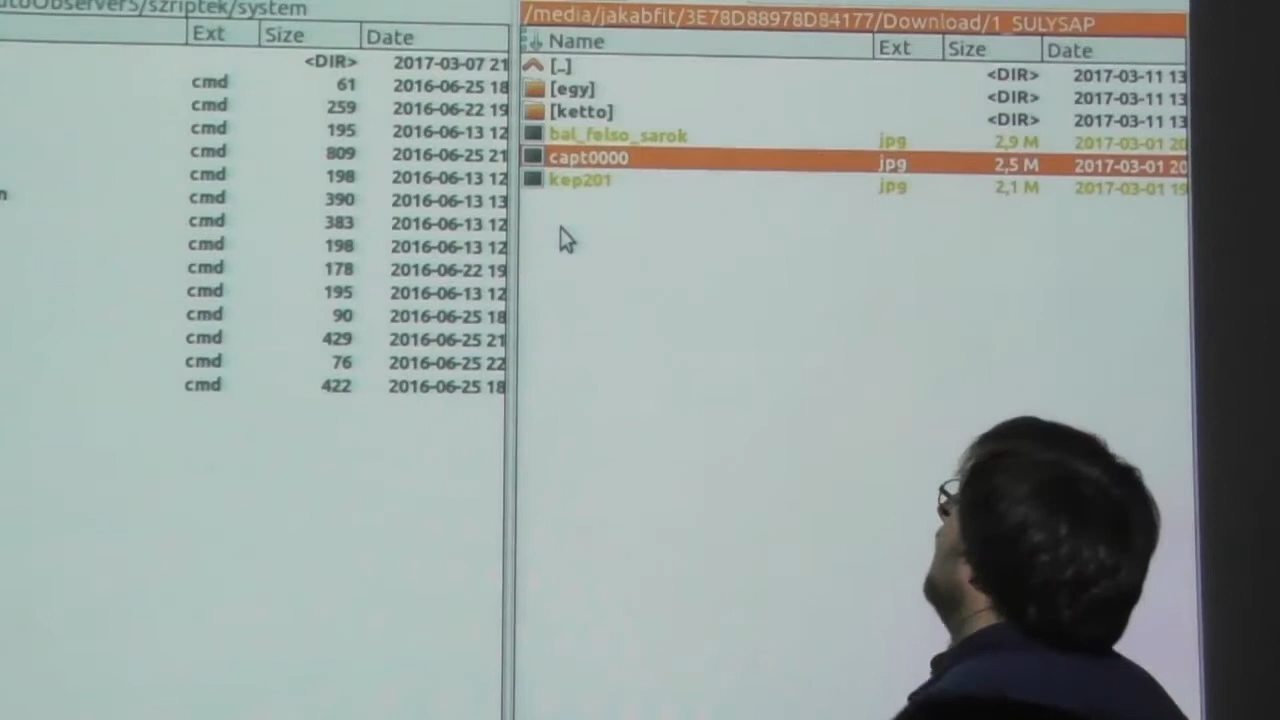 utoObserverS/szriptek/system
Ext Size Date
<DIR> 2017-03-07 21
cmd 61 2016-06-25 18
cmd 259 2016-06-22 19
cmd 195 2016-06-13 12
cmd 809 2016-06-25 21
cmd 198 2016-06-13 12
n cmd 390 2016-06-13 13
cmd 383 2016-06-13 12
cmd 198 2016-06-13 12
cmd 178 2016-06-22 19
cmd 195 2016-06-13 12
cmd 90 2016-06-25 18
cmd 429 2016-06-25 21
cmd 76 2016-06-25 22
cmd 422 2016-06-25 18
/media/jakabfit/3E78D88978D84177/Download/1_SULYSAP
Name Ext Size Date
[..] <DIR> 2017-03-11 13
[egy] <DIR> 2017-03-11 13
[ketto] <DIR> 2017-03-11 13
bal_felso_sarok jpg 2,9 M 2017-03-01 20
capt0000 jpg 2,5 M 2017-03-01 20
kep201 jpg 2,1 M 2017-03-01 19